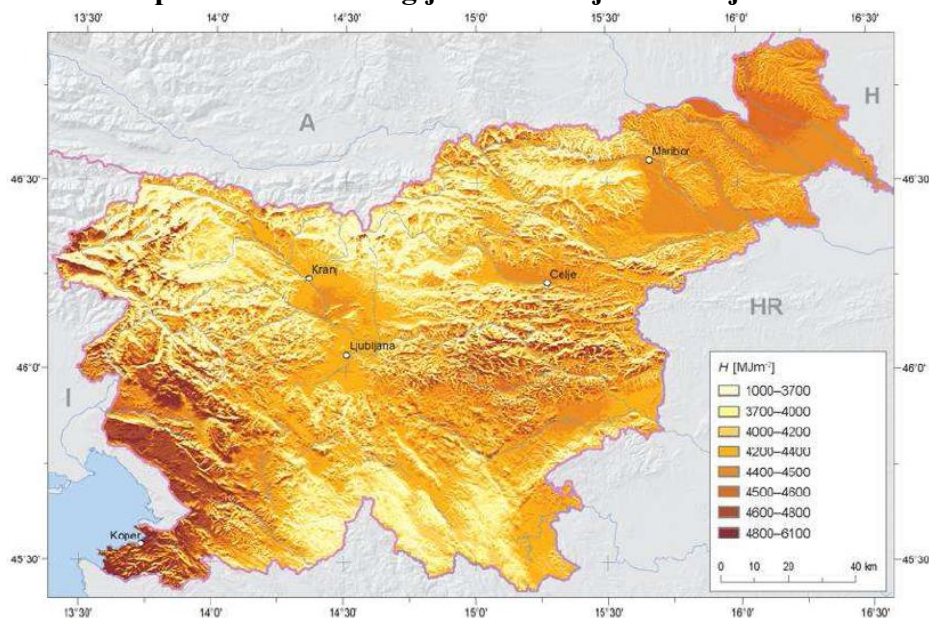 13°30' 14°0' 14°30' 15°0' 15°30' 16°0' 16°30'
H
A
Maribor
46°30' 46°30'
Kranj
Celje
HR
Ljubljana
46°0' 46°0'
I
H [MJm⁻²]
1000–3700
3700–4000
4000–4200
4200–4400
4400–4500
4500–4600
4600–4800
4800–6100
Koper
45°30' 45°30'
0 10 20 40 km
13°30' 14°0' 14°30' 15°0' 15°30' 16°0' 16°30'